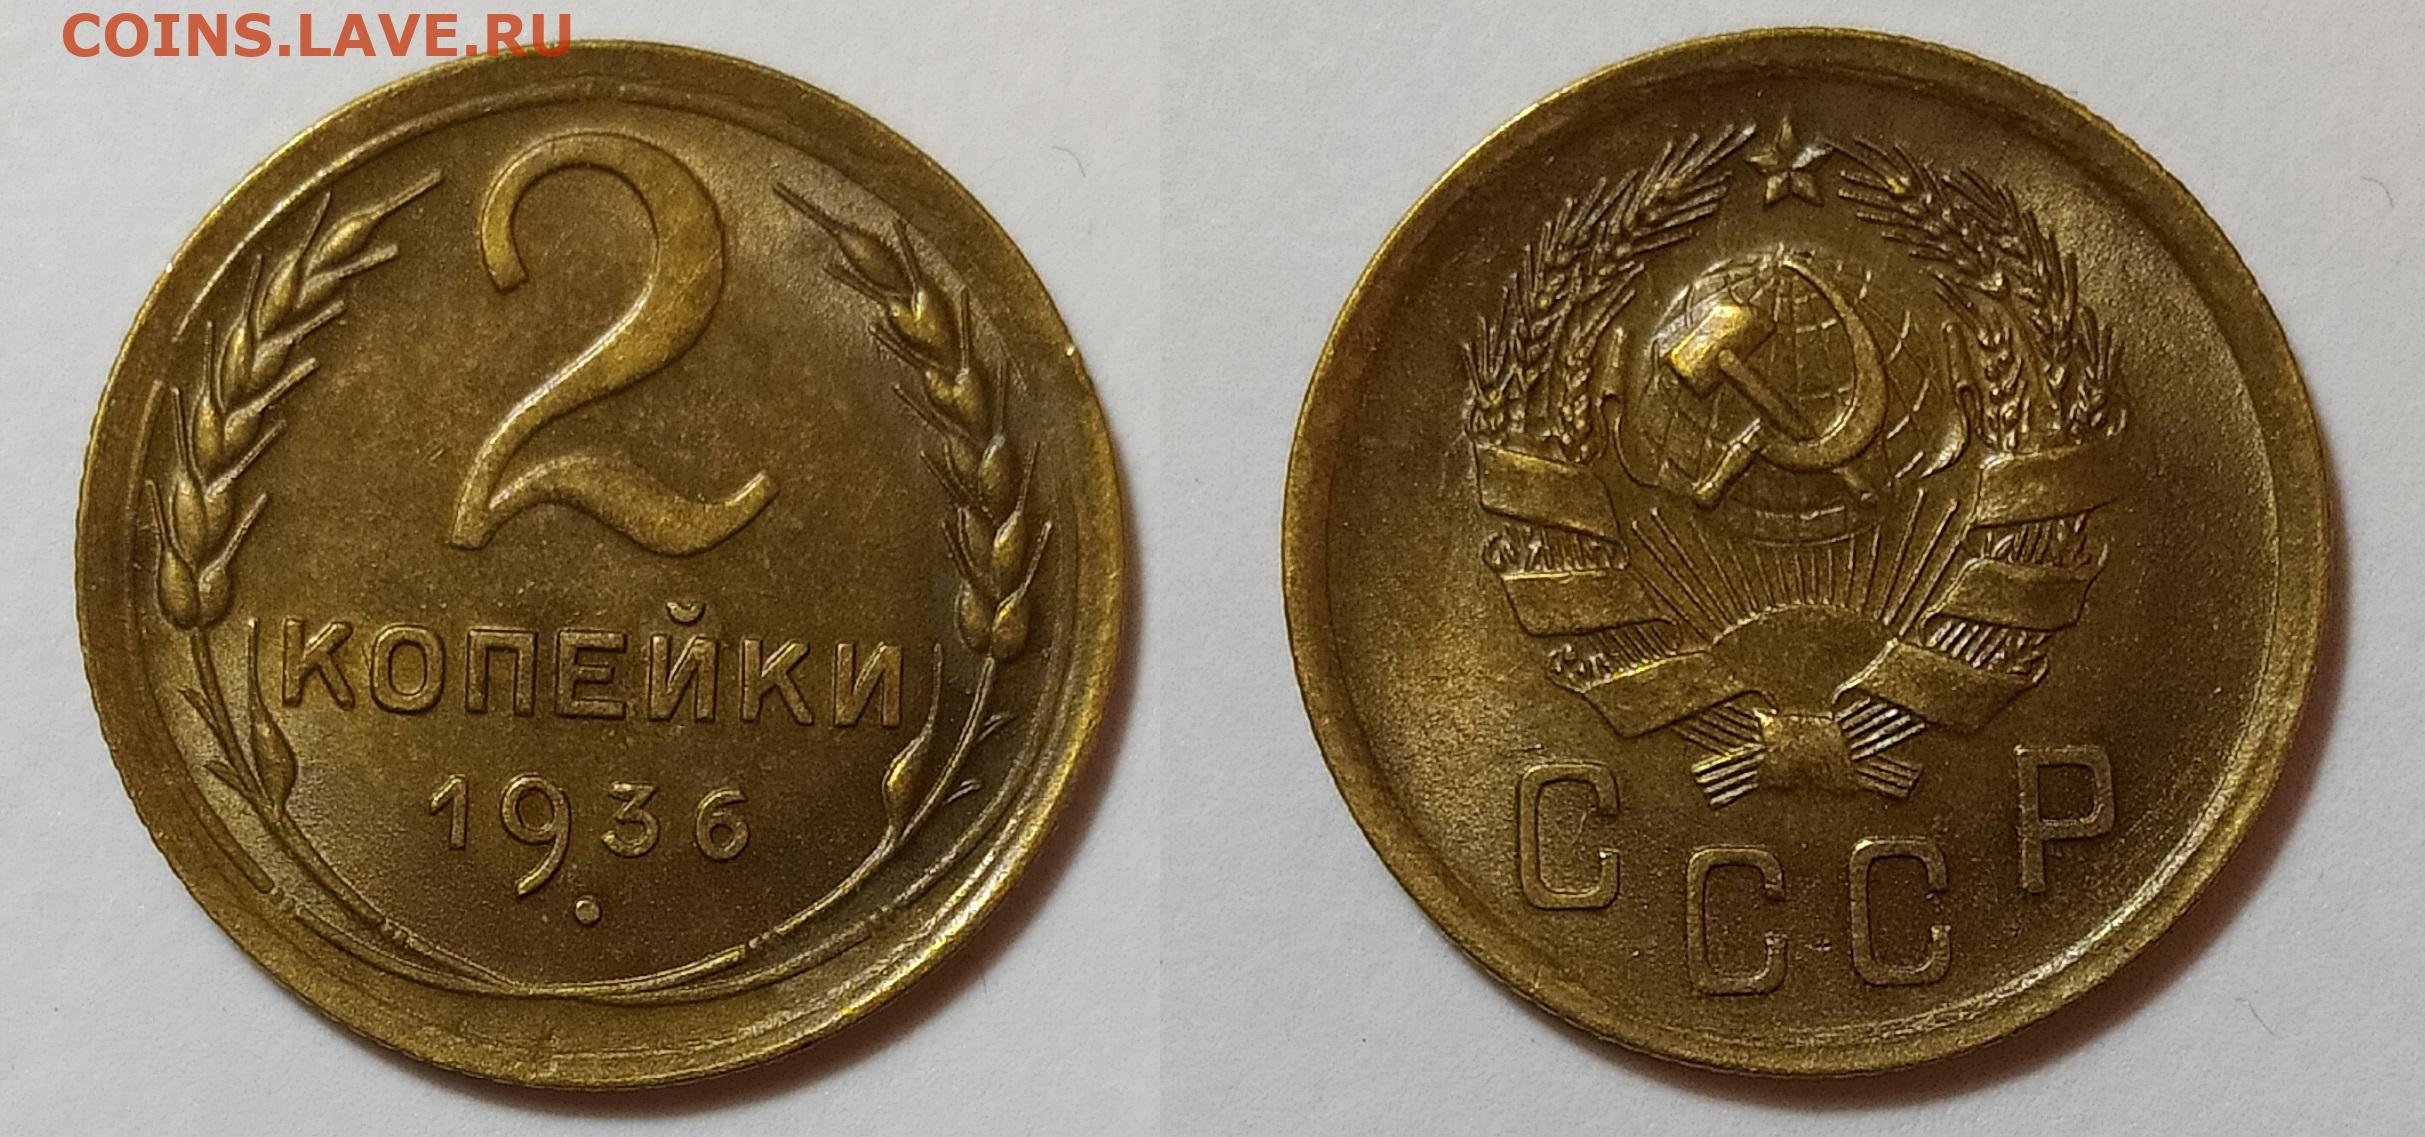 COINS.LAVE.RU
2
КОПЕЙКИ
1936
СССР